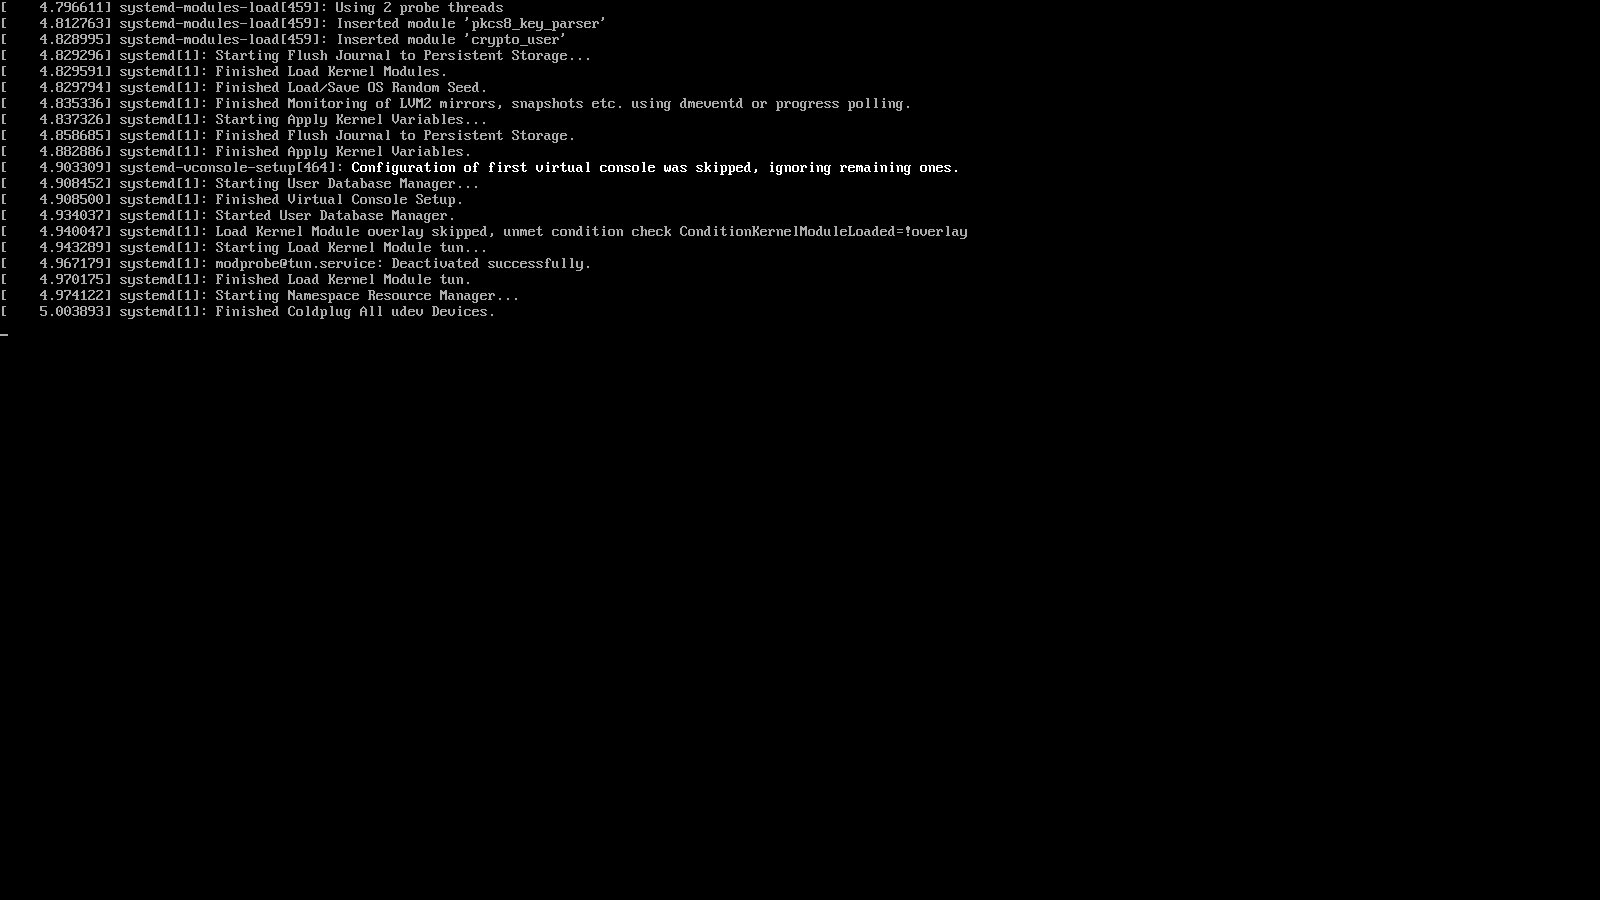 [    4.796611] systemd-modules-load[459]: Using 2 probe threads
[    4.812763] systemd-modules-load[459]: Inserted module 'pkcs8_key_parser'
[    4.828995] systemd-modules-load[459]: Inserted module 'crypto_user'
[    4.829296] systemd[1]: Starting Flush Journal to Persistent Storage...
[    4.829591] systemd[1]: Finished Load Kernel Modules.
[    4.829794] systemd[1]: Finished Load/Save OS Random Seed.
[    4.835336] systemd[1]: Finished Monitoring of LVM2 mirrors, snapshots etc. using dmeventd or progress polling.
[    4.837326] systemd[1]: Starting Apply Kernel Variables...
[    4.858685] systemd[1]: Finished Flush Journal to Persistent Storage.
[    4.882886] systemd[1]: Finished Apply Kernel Variables.
[    4.903309] systemd-vconsole-setup[464]: Configuration of first virtual console was skipped, ignoring remaining ones.
[    4.908452] systemd[1]: Starting User Database Manager...
[    4.908500] systemd[1]: Finished Virtual Console Setup.
[    4.934037] systemd[1]: Started User Database Manager.
[    4.940047] systemd[1]: Load Kernel Module overlay skipped, unmet condition check ConditionKernelModuleLoaded=!overlay
[    4.943289] systemd[1]: Starting Load Kernel Module tun...
[    4.967179] systemd[1]: modprobe@tun.service: Deactivated successfully.
[    4.970175] systemd[1]: Finished Load Kernel Module tun.
[    4.974122] systemd[1]: Starting Namespace Resource Manager...
[    5.003893] systemd[1]: Finished Coldplug All udev Devices.